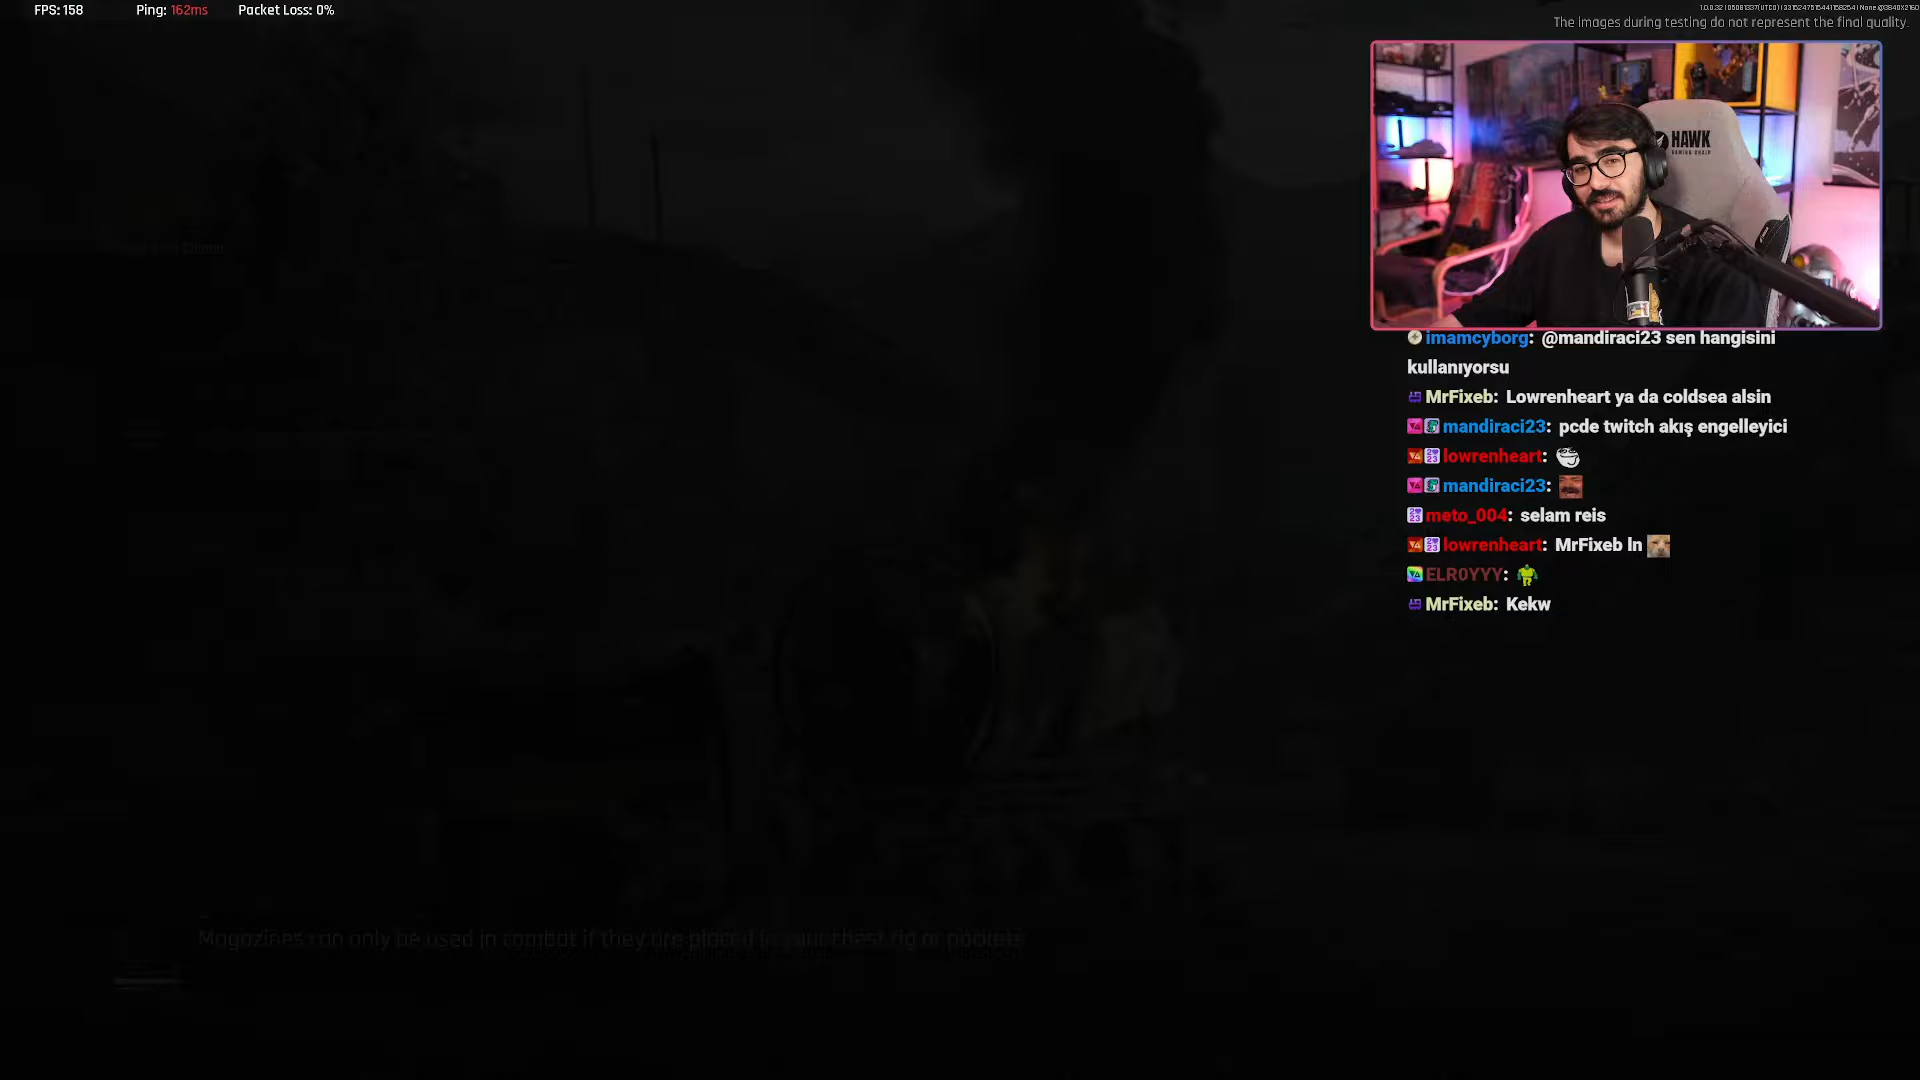 FPS: 158 Ping: 162ms Packet Loss: 0%
The images during testing do not represent the final quality.
HAWK
GAMING CHAIR
imamcyborg: @mandiraci23 sen hangisini
kullanıyorsu
MrFixeb: Lowrenheart ya da coldsea alsin
mandiraci23: pcde twitch akış engelleyici
lowrenheart:
mandiraci23:
meto_004: selam reis
lowrenheart: MrFixeb ln
ELR0YYY:
MrFixeb: Kekw
Magazines can only be used in combat if they are placed in your chest rig or pockets